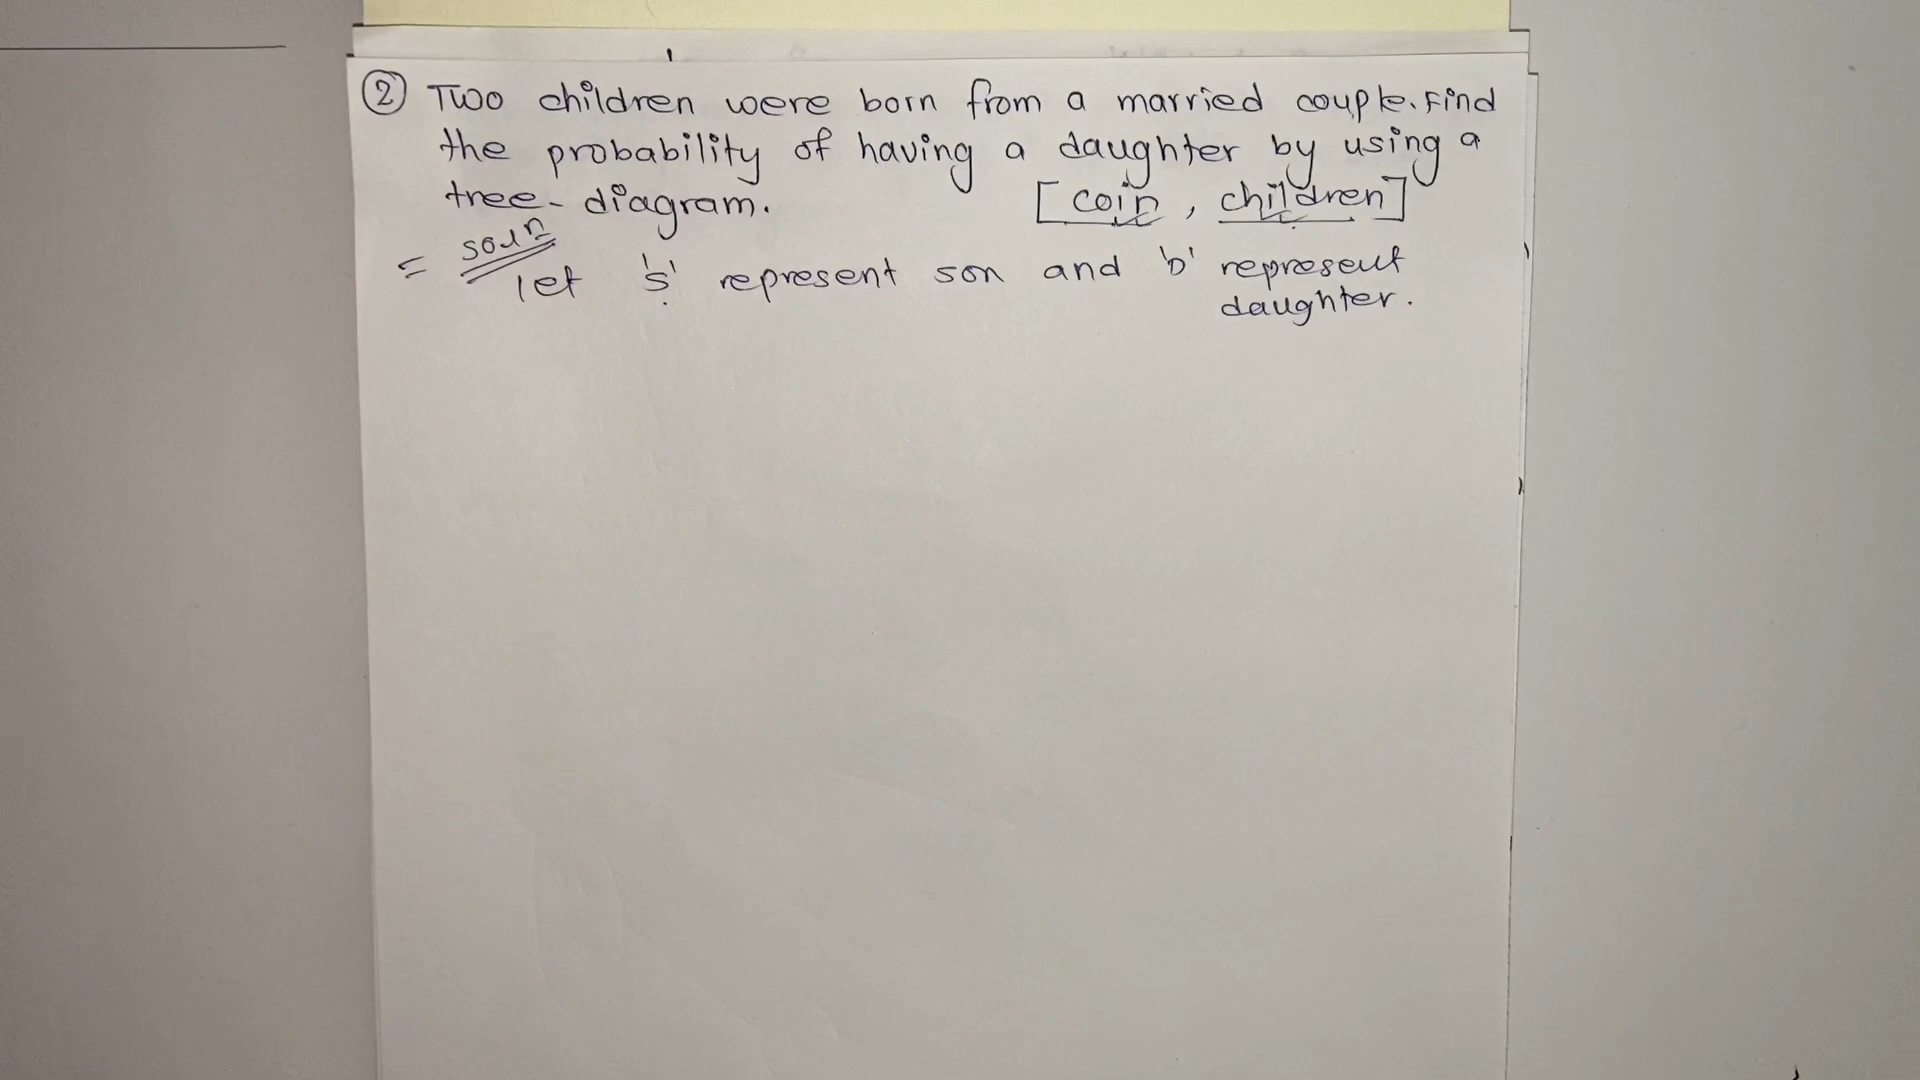 ② Two children were born from a married couple. Find
the probability of having a daughter by using a
tree-diagram. [coin, children]
= Solⁿ
let 'S' represent son and 'D' represent
daughter.